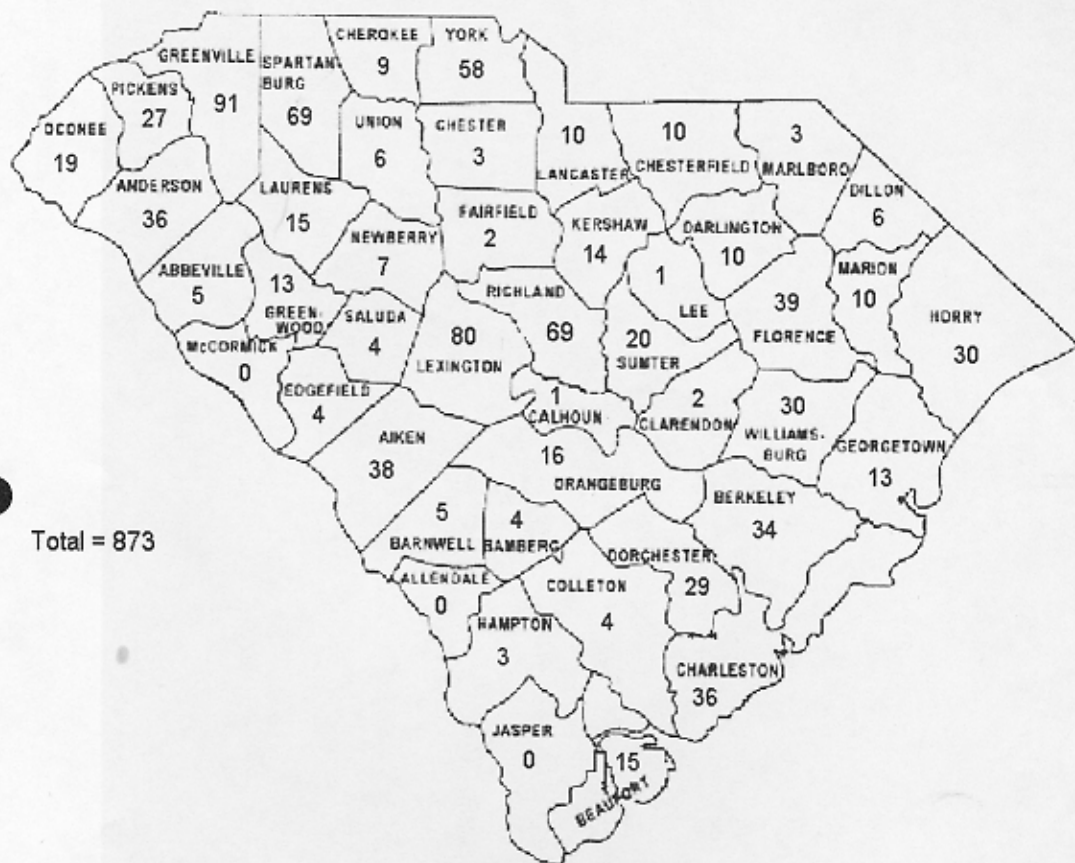 CHEROKEE
9
YORK
58
GREENVILLE
91
SPARTAN-
BURG
69
PICKENS
27
OCONEE
19
UNION
6
CHESTER
3
10
LANCASTER
10
CHESTERFIELD
3
MARLBORO
DILLON
6
ANDERSON
36
LAURENS
15
FAIRFIELD
2
KERSHAW
14
DARLINGTON
10
NEWBERRY
7
ABBEVILLE
5
13
GREEN-
WOOD
SALUDA
4
RICHLAND
69
1
LEE
39
FLORENCE
MARION
10
HORRY
30
McCORMICK
0
EDGEFIELD
4
80
LEXINGTON
20
SUMTER
1
CALHOUN
2
CLARENDON
30
WILLIAMS-
BURG
GEORGETOWN
13
AIKEN
38
16
ORANGEBURG
BERKELEY
34
Total = 873
5
BARNWELL
4
BAMBERG
DORCHESTER
29
ALLENDALE
0
COLLETON
4
HAMPTON
3
CHARLESTON
36
JASPER
0
15
BEAUFORT